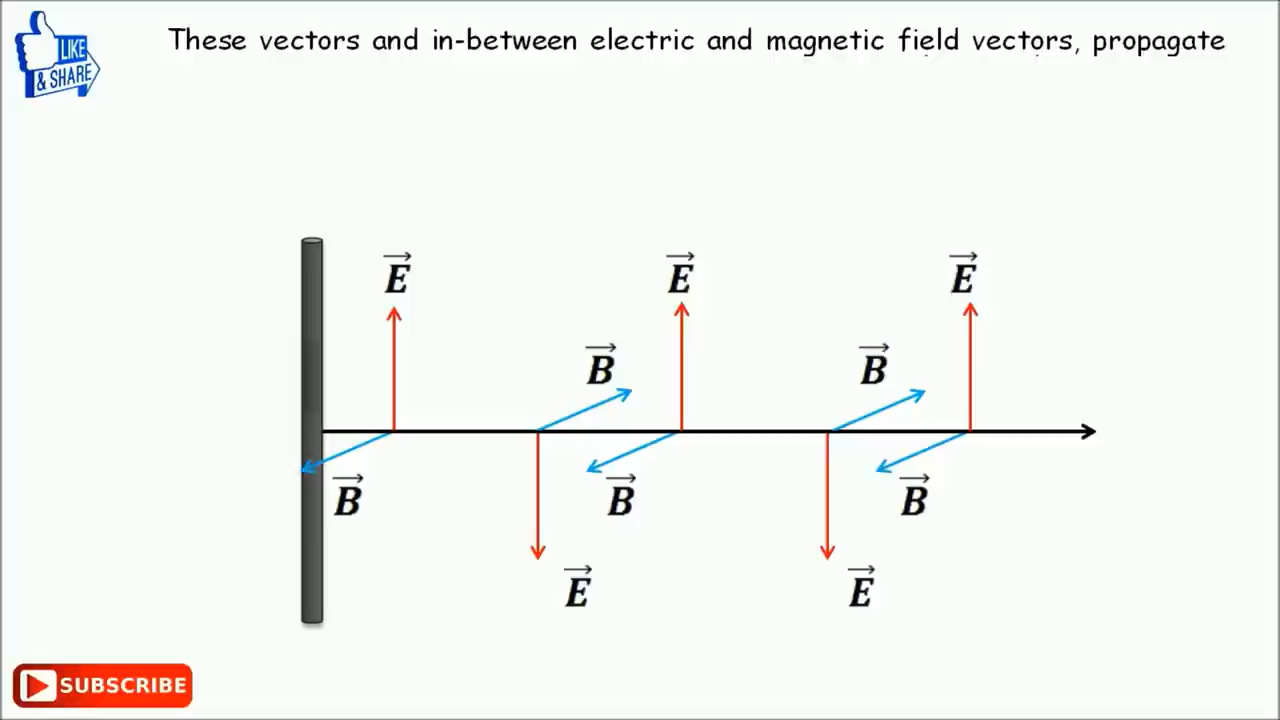 LIKE
& SHARE
These vectors and in-between electric and magnetic field vectors, propagate
E
E
E
B
B
B
B
B
E
E
SUBSCRIBE